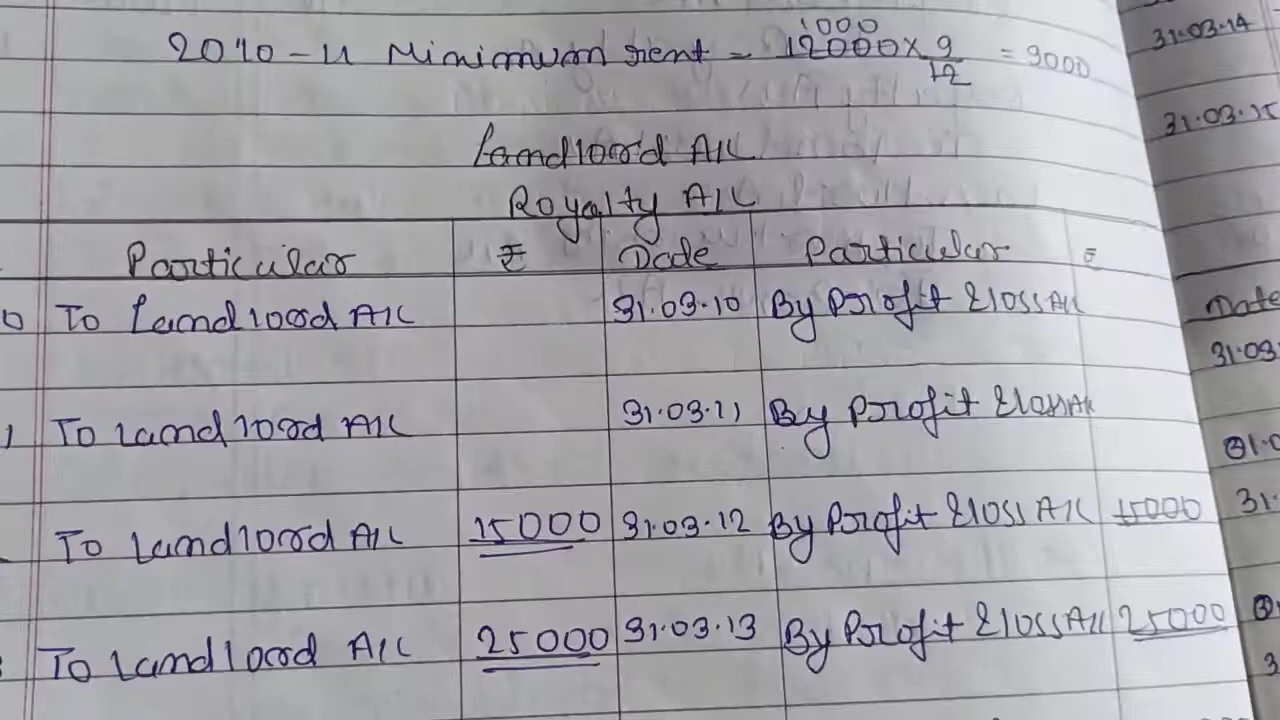 1000
2010-11 Minimum rent = 12000 × 9/12 = 9000
Landlord A/C
Royalty A/C
Particular ₹ Date Particular ₹
0 To Landlord A/C 31.03.10 By Profit & loss A/c
1 To Landlord A/C 31.03.11 By Profit & loss A/c
To Landlord A/C 15000 31.03.12 By Profit & loss A/C 15000
To Landlord A/C 25000 31.03.13 By Profit & loss A/C 25000
31.03.14
31.03.15
Date
31.03
31.0
31.
3